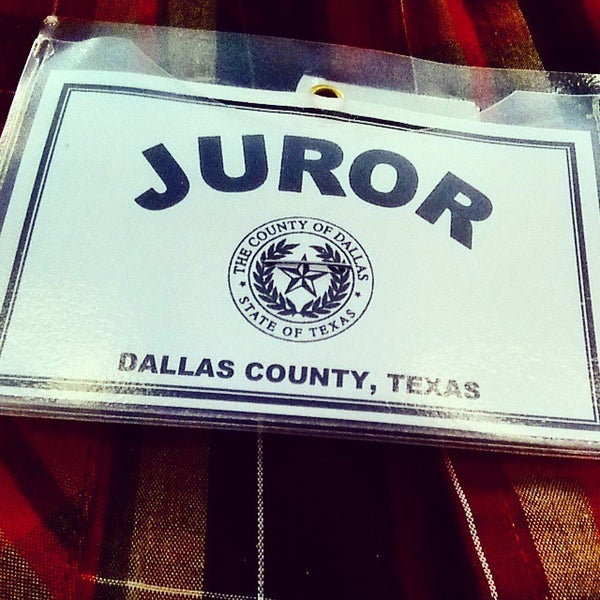 JUROR
THE COUNTY OF DALLAS
STATE OF TEXAS
DALLAS COUNTY, TEXAS